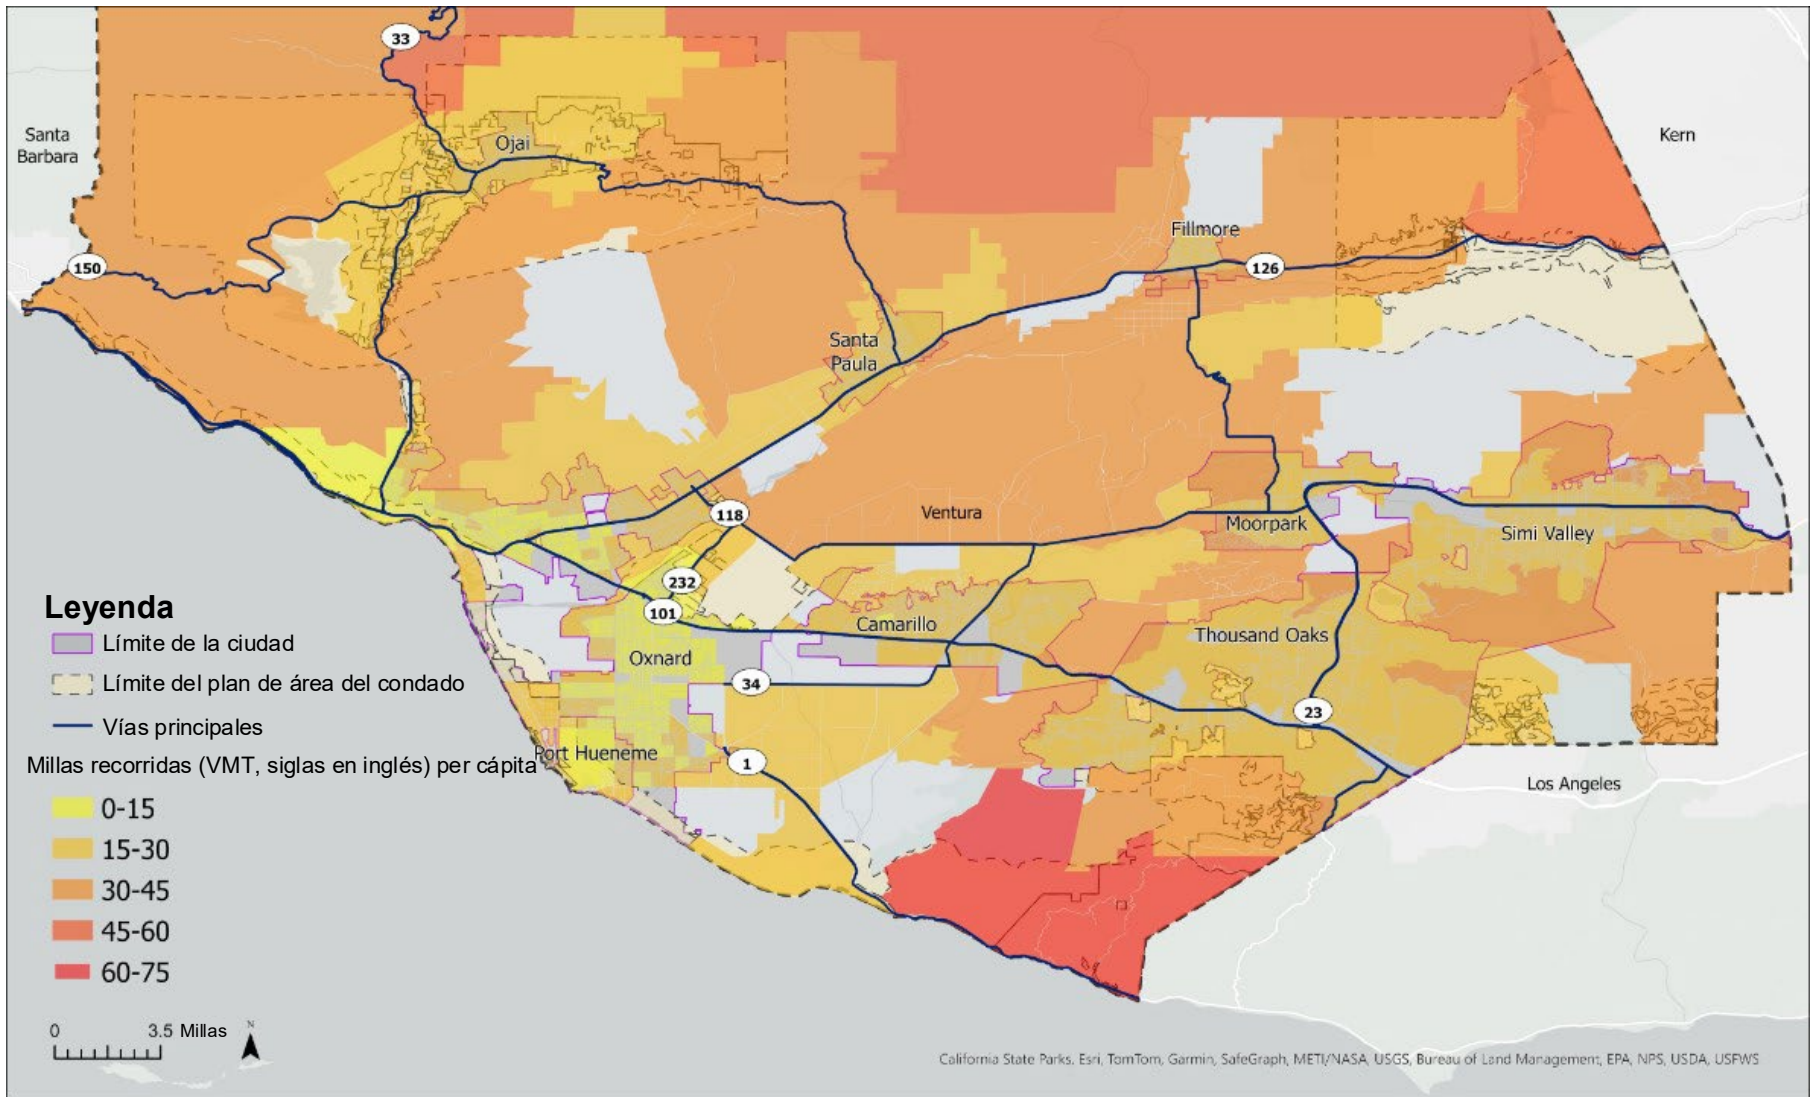 33
Santa
Barbara
Kern
Ojai
Fillmore
150
126
Santa
Paula
118
Ventura
Moorpark
Simi Valley
232
101
Camarillo
Thousand Oaks
Oxnard
34
23
Port Hueneme
1
Los Angeles
Leyenda
Límite de la ciudad
Límite del plan de área del condado
Vías principales
Millas recorridas (VMT, siglas en inglés) per cápita
0-15
15-30
30-45
45-60
60-75
0 3.5 Millas
N
California State Parks, Esri, TomTom, Garmin, SafeGraph, METI/NASA, USGS, Bureau of Land Management, EPA, NPS, USDA, USFWS